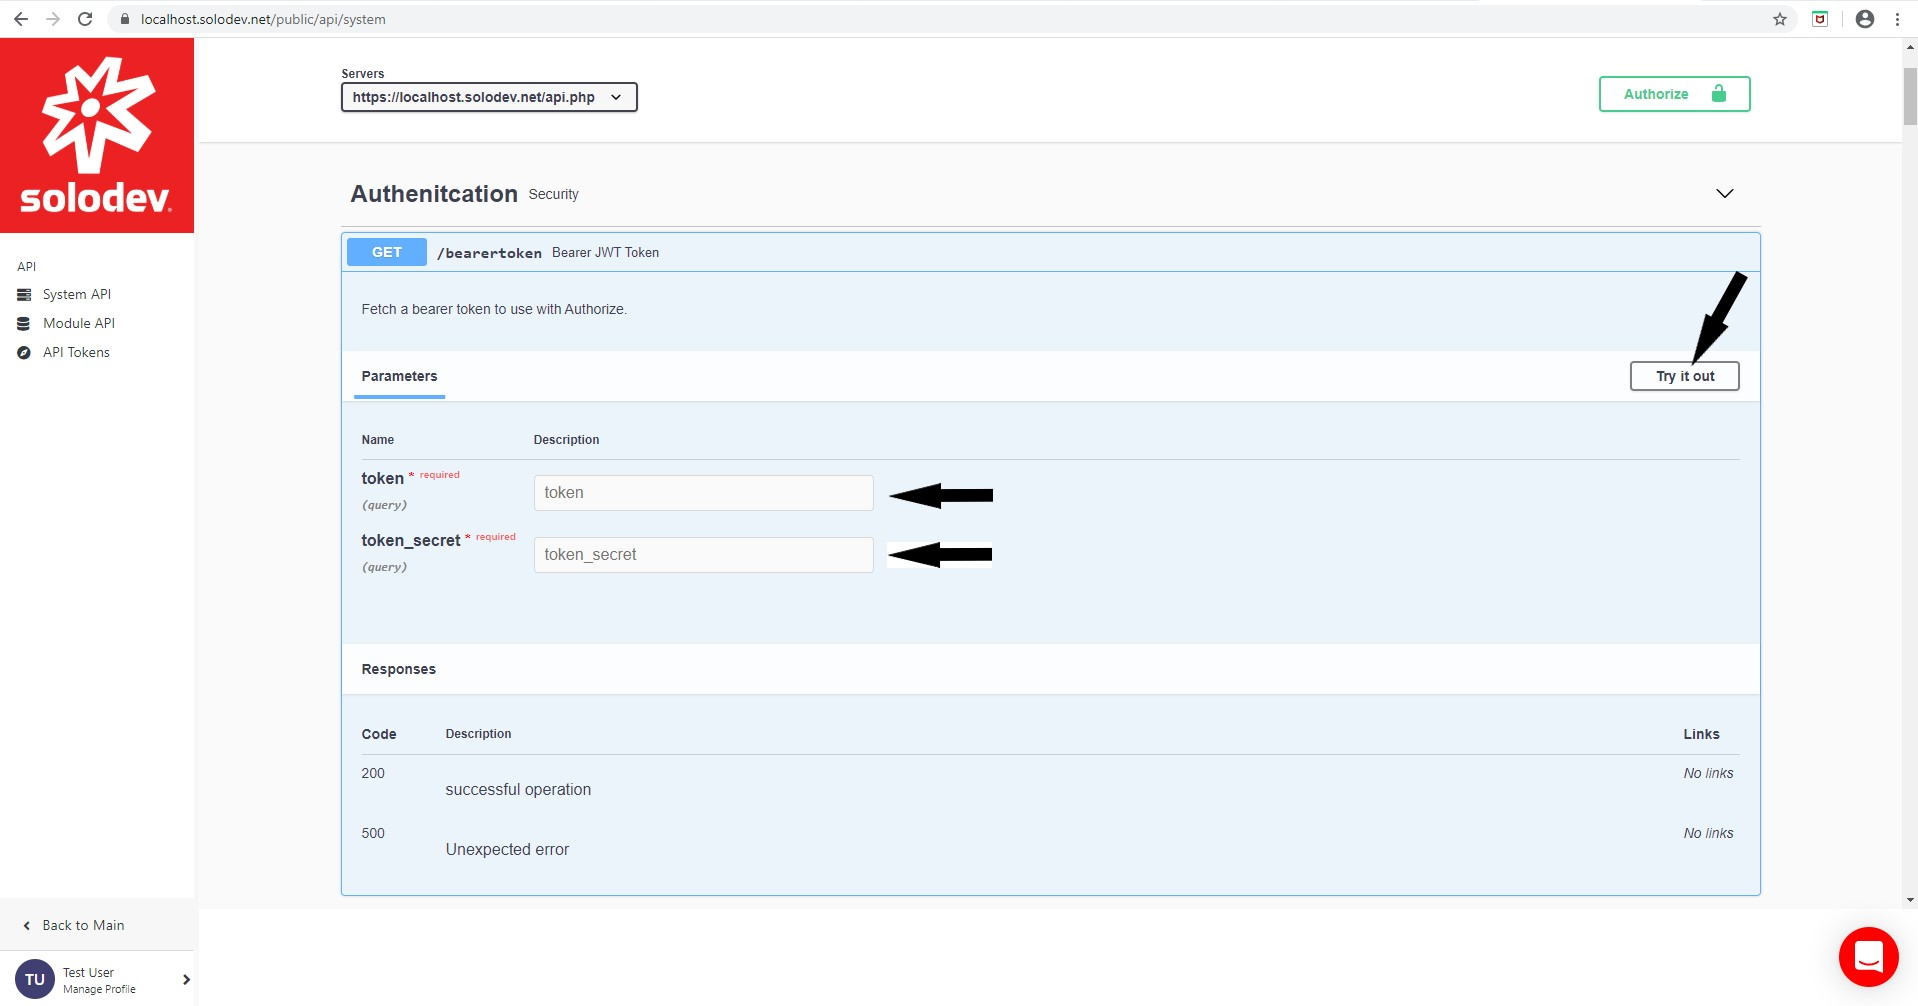 localhost.solodev.net/public/api/system
solodev
Servers
https://localhost.solodev.net/api.php
Authorize
Authenitcation Security
GET /bearertoken Bearer JWT Token
API
System API
Module API
API Tokens
Fetch a bearer token to use with Authorize.
Parameters
Try it out
Name Description
token * required
(query)
token
token_secret * required
(query)
token_secret
Responses
Code Description Links
200 No links
successful operation
500 No links
Unexpected error
Back to Main
TU
Test User
Manage Profile